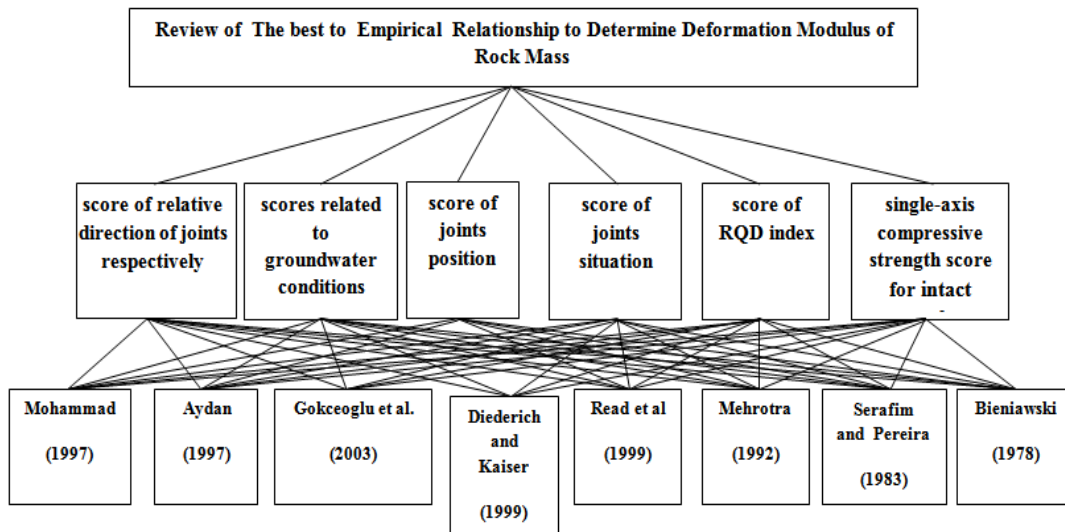 Review of The best to Empirical Relationship to Determine Deformation Modulus of
Rock Mass
score of relative
direction of joints
respectively
scores related
to
groundwater
conditions
score of
joints
position
score of
joints
situation
score of
RQD index
single-axis
compressive
strength score
for intact
-
Mohammad
(1997)
Aydan
(1997)
Gokceoglu et al.
(2003)
Diederich
and
Kaiser
(1999)
Read et al
(1999)
Mehrotra
(1992)
Serafim
and Pereira
(1983)
Bieniawski
(1978)